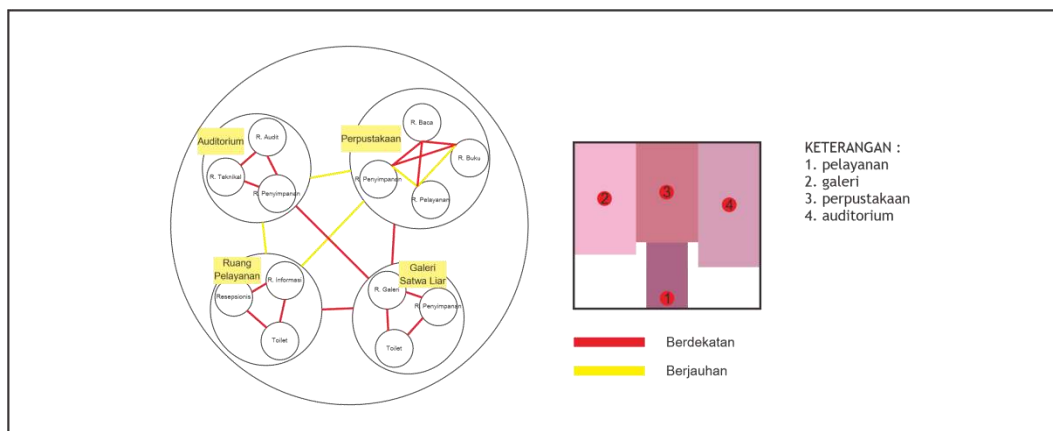 Auditorium
R. Audit
R. Teknikal
R. Penyimpanan
Perpustakaan
R. Baca
R. Buku
R. Penyimpanan
R. Pelayanan
Ruang
Pelayanan
R. Informasi
Resepsionis
Toilet
Galeri
Satwa Liar
R. Galeri
R. Penyimpanan
Toilet
2
3
4
1
KETERANGAN :
1. pelayanan
2. galeri
3. perpustakaan
4. auditorium
Berdekatan
Berjauhan